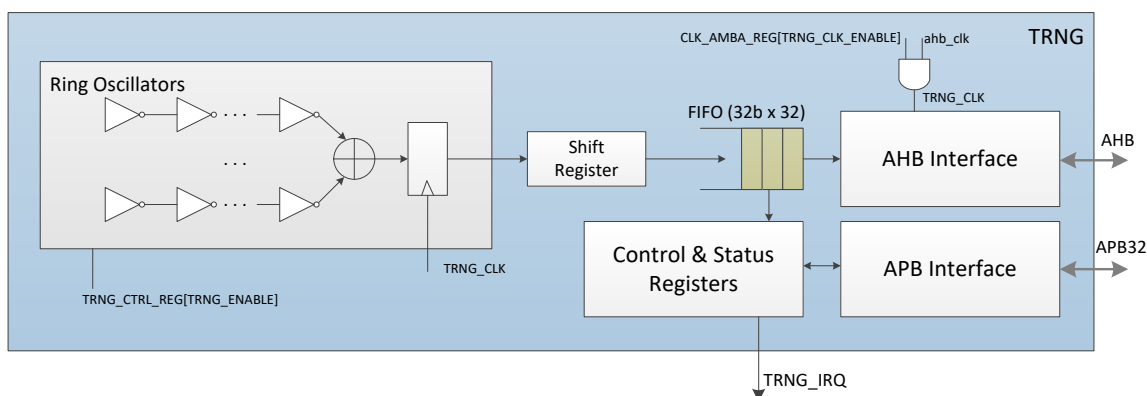 CLK_AMBA_REG[TRNG_CLK_ENABLE]
ahb_clk
TRNG
Ring Oscillators
TRNG_CLK
FIFO (32b x 32)
. . .
. . .
. . .
Shift
Register
AHB Interface
AHB
Control & Status
Registers
APB Interface
APB32
TRNG_CLK
TRNG_CTRL_REG[TRNG_ENABLE]
TRNG_IRQ